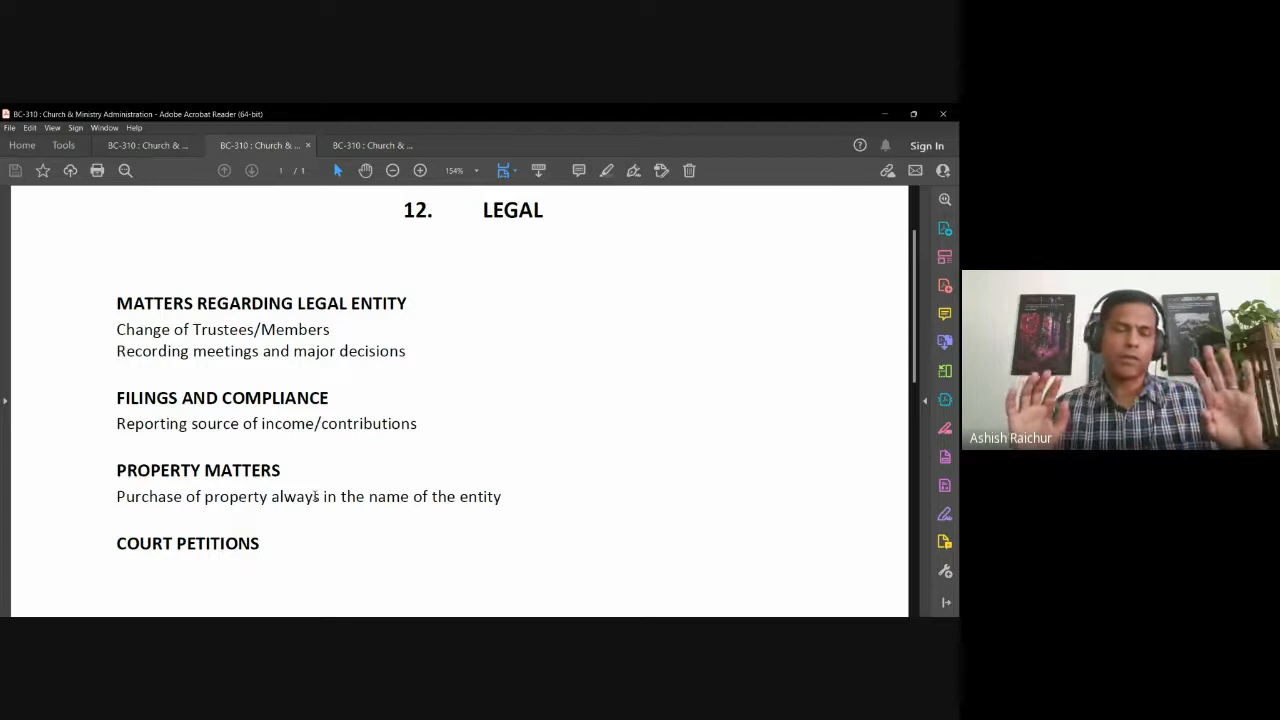 BC-310 : Church & Ministry Administration - Adobe Acrobat Reader (64-bit)
File Edit View Sign Window Help
Home Tools BC-310 : Church & ... BC-310 : Church & ... × BC-310 : Church & ... Sign In
1 / 1 154%
12. LEGAL
MATTERS REGARDING LEGAL ENTITY
Change of Trustees/Members
Recording meetings and major decisions
FILINGS AND COMPLIANCE
Reporting source of income/contributions
PROPERTY MATTERS
Purchase of property always in the name of the entity
COURT PETITIONS
Ashish Raichur